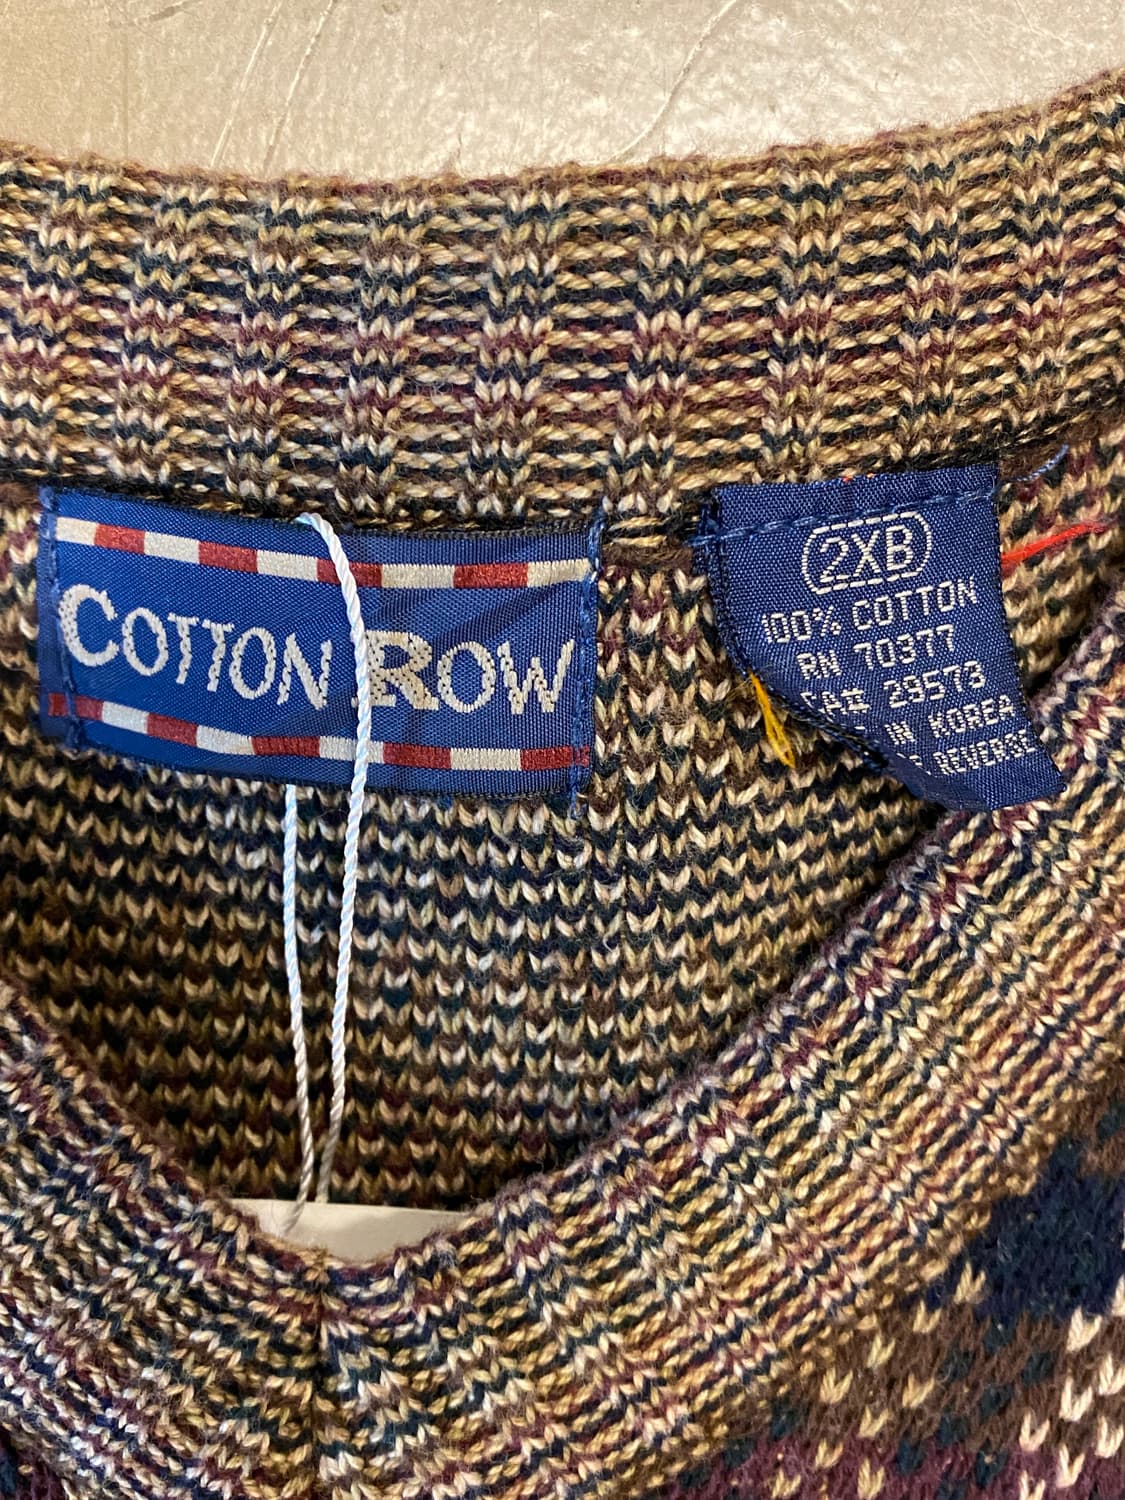 COTTON ROW
2XB
100% COTTON
RN 70377
CA# 29573
IN KOREA
REVERSE